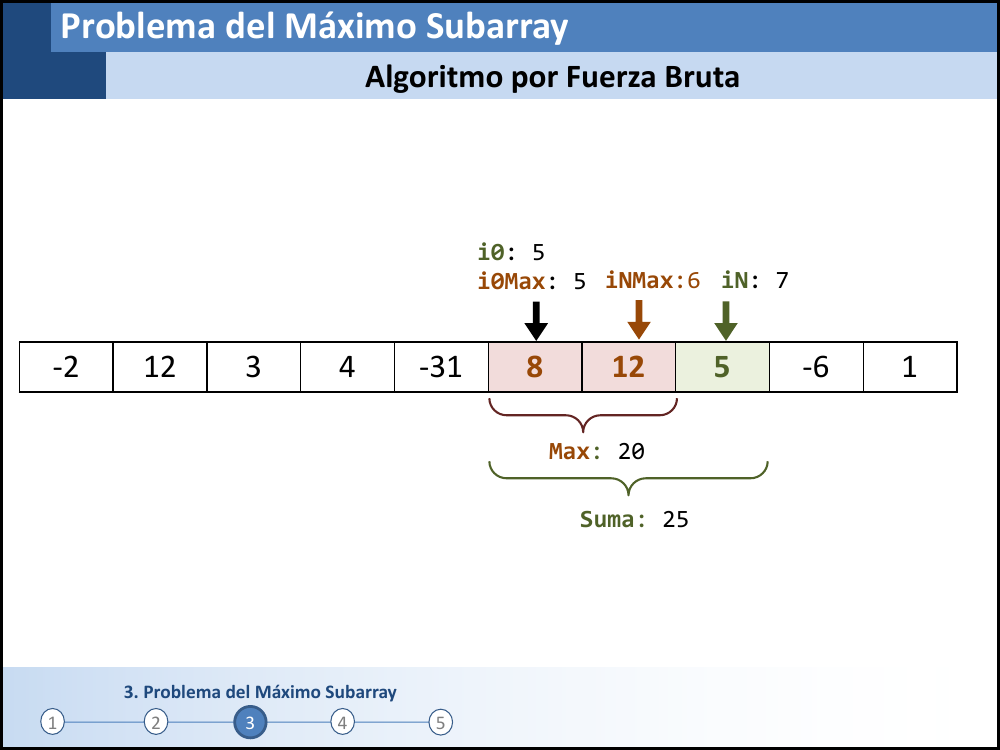 Problema del Máximo Subarray
Algoritmo por Fuerza Bruta
i0: 5
i0Max: 5 iNMax:6 iN: 7
-2 12 3 4 -31 8 12 5 -6 1
Max: 20
Suma: 25
3. Problema del Máximo Subarray
1 2 3 4 5